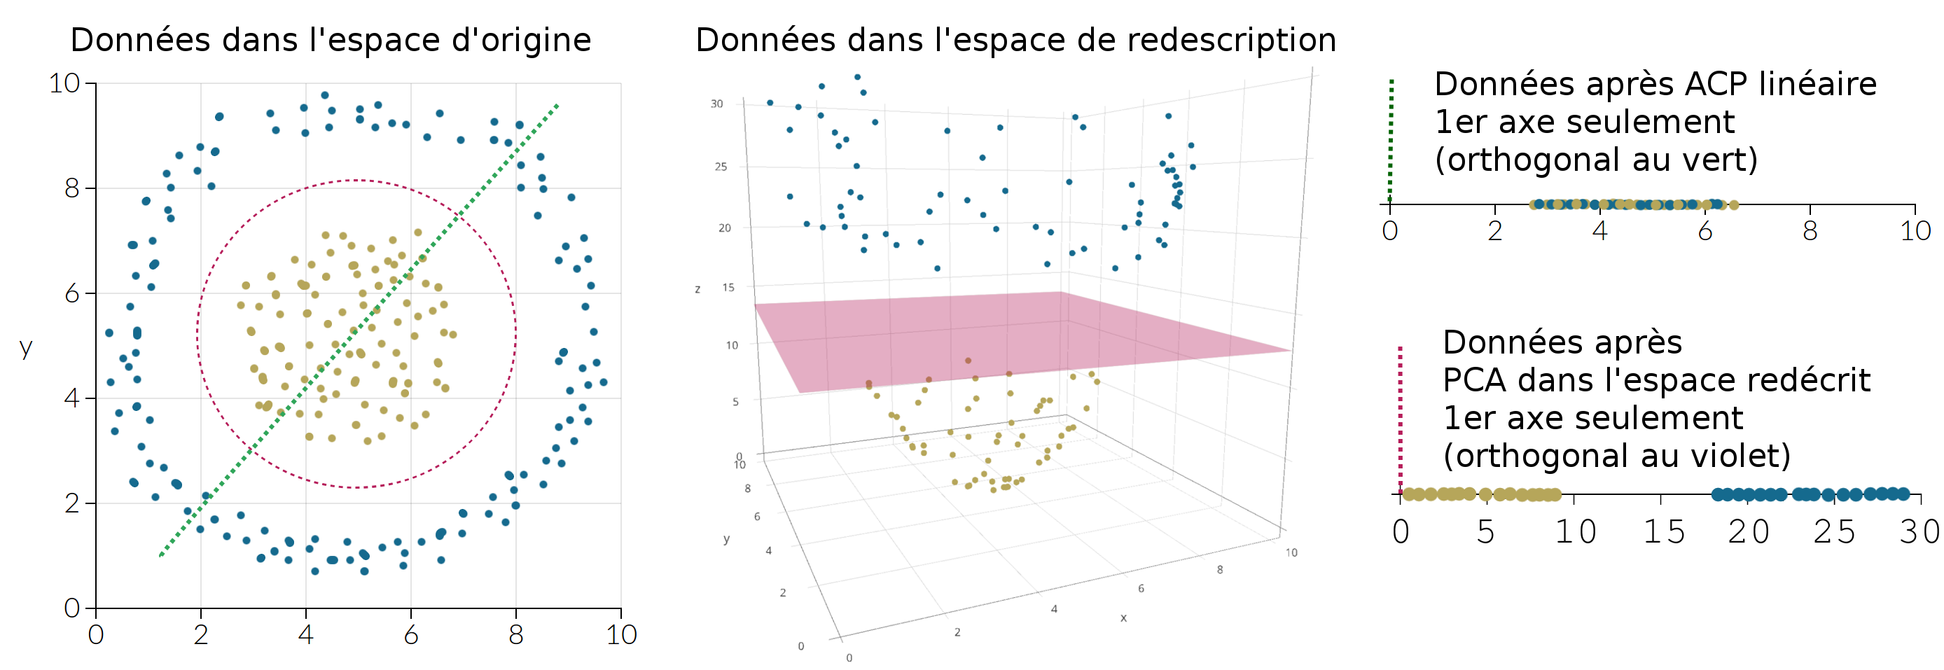 Données dans l'espace d'origine
10
8
6
4
2
0
y
0 2 4 6 8 10
Données dans l'espace de redescription
30
25
20
z 15
10
5
0
10
8
6
y 4
2
0
0
2
4
6
8
10
x
Données après ACP linéaire
1er axe seulement
(orthogonal au vert)
0 2 4 6 8 10
Données après
PCA dans l'espace redécrit
1er axe seulement
(orthogonal au violet)
0 5 10 15 20 25 30